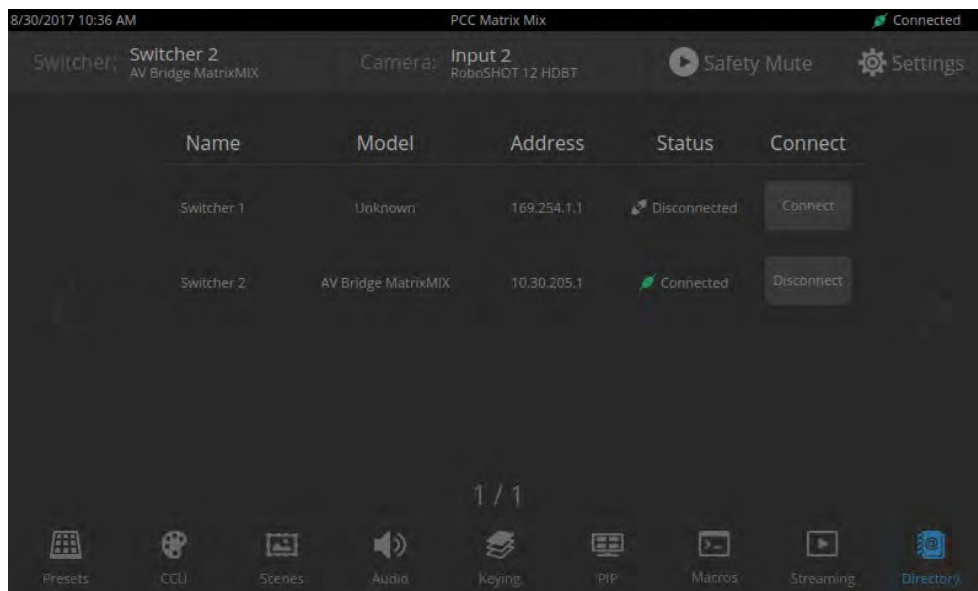 8/30/2017 10:36 AM PCC Matrix Mix Connected
Switcher: Switcher 2 Camera: Input 2 Safety Mute Settings
AV Bridge MatrixMIX RoboSHOT 12 HDBT
Name Model Address Status Connect
Switcher 1 Unknown 169.254.1.1 Disconnected Connect
Switcher 2 AV Bridge MatrixMIX 10.30.205.1 Connected Disconnect
1 / 1
Presets CCU Scenes Audio Keying PIP Macros Streaming Directory